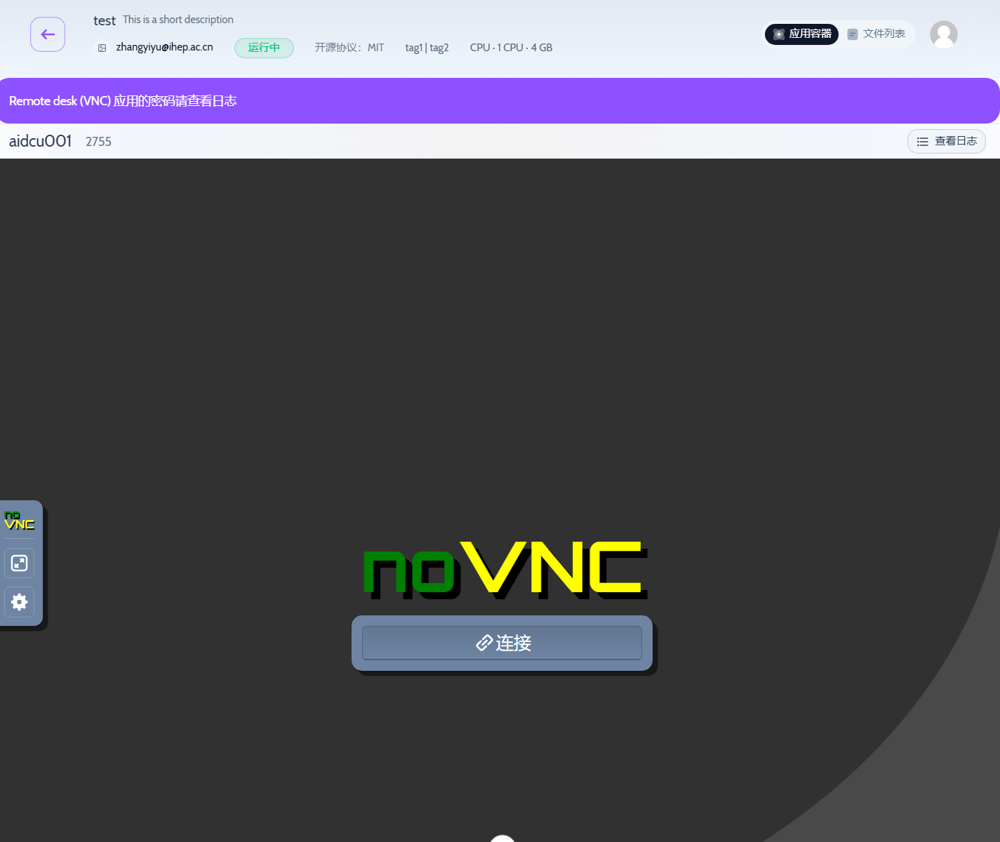 test This is a short description
应用容器 文件列表
zhangyiyu@ihep.ac.cn 运行中 开源协议： MIT tag1 | tag2 CPU · 1 CPU · 4 GB
Remote desk (VNC) 应用的密码请查看日志
aidcu001 2755 查看日志
no
VNC
noVNC
连接